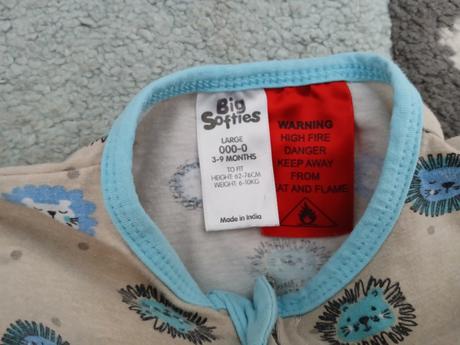 Big
Softies
LARGE
000-0
3-9 MONTHS
TO FIT
HEIGHT: 62-76CM
WEIGHT: 6-10KG
Made in India
WARNING
HIGH FIRE
DANGER
KEEP AWAY
FROM
AT AND FLAME